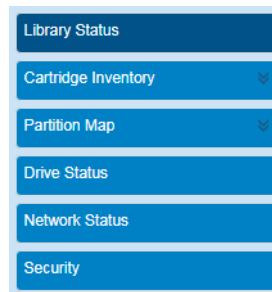 Library Status
Cartridge Inventory
Partition Map
Drive Status
Network Status
Security